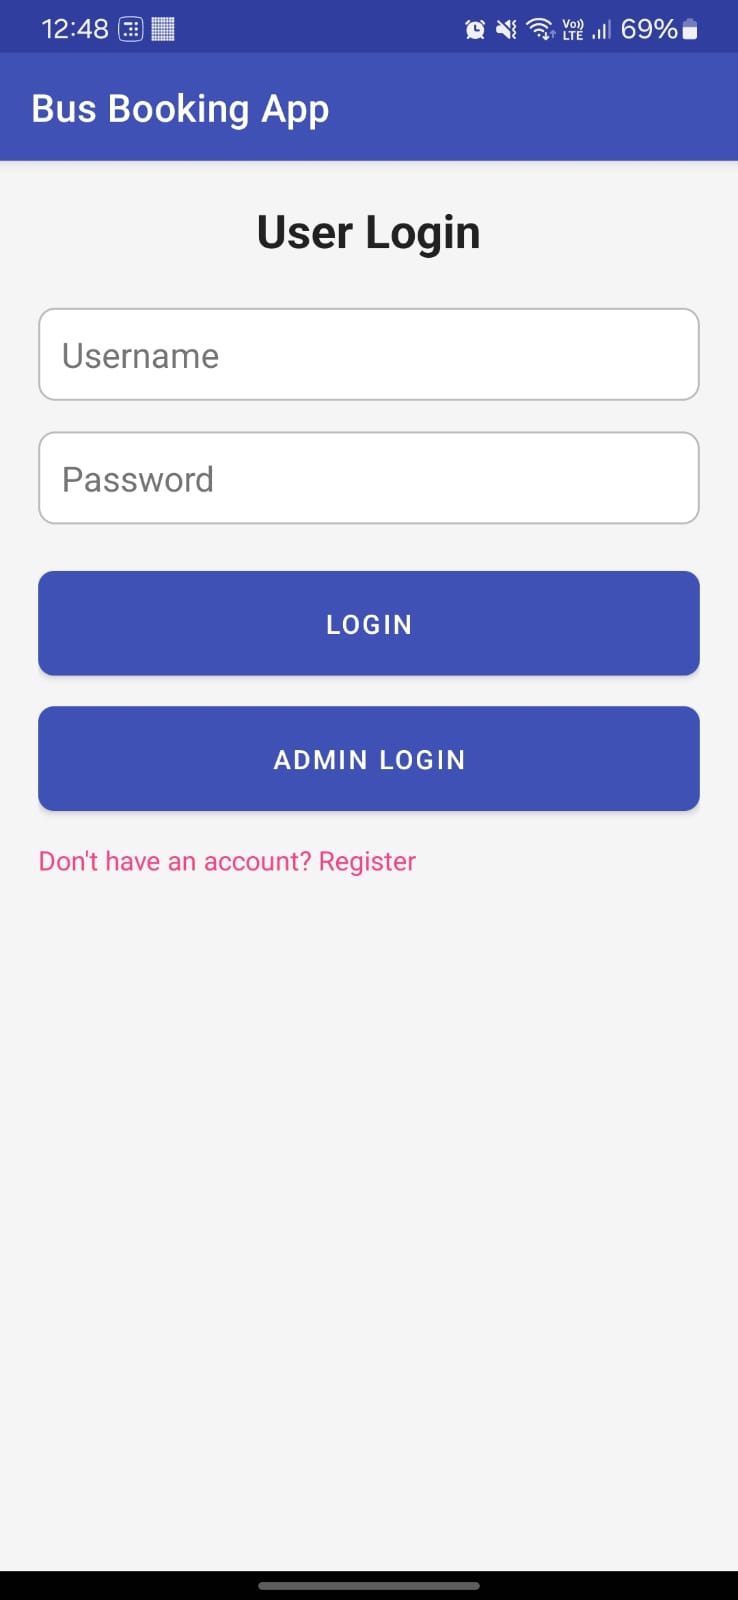 12:48 Vo)) LTE 69%
Bus Booking App
User Login
Username
Password
LOGIN
ADMIN LOGIN
Don't have an account? Register